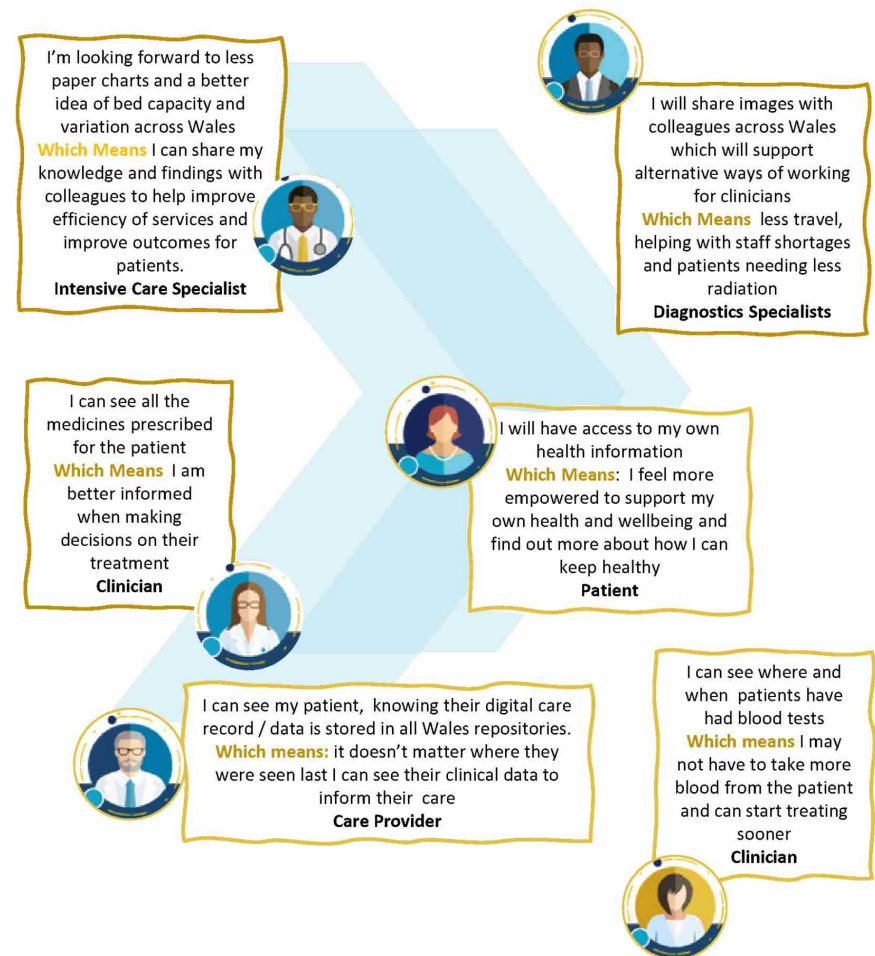 I'm looking forward to less
paper charts and a better
idea of bed capacity and
variation across Wales
Which Means I can share my
knowledge and findings with
colleagues to help improve
efficiency of services and
improve outcomes for
patients.
Intensive Care Specialist
I will share images with
colleagues across Wales
which will support
alternative ways of working
for clinicians
Which Means less travel,
helping with staff shortages
and patients needing less
radiation
Diagnostics Specialists
I can see all the
medicines prescribed
for the patient
Which Means I am
better informed
when making
decisions on their
treatment
Clinician
I will have access to my own
health information
Which Means: I feel more
empowered to support my
own health and wellbeing and
find out more about how I can
keep healthy
Patient
I can see my patient, knowing their digital care
record / data is stored in all Wales repositories.
Which means: it doesn't matter where they
were seen last I can see their clinical data to
inform their care
Care Provider
I can see where and
when patients have
had blood tests
Which means I may
not have to take more
blood from the patient
and can start treating
sooner
Clinician